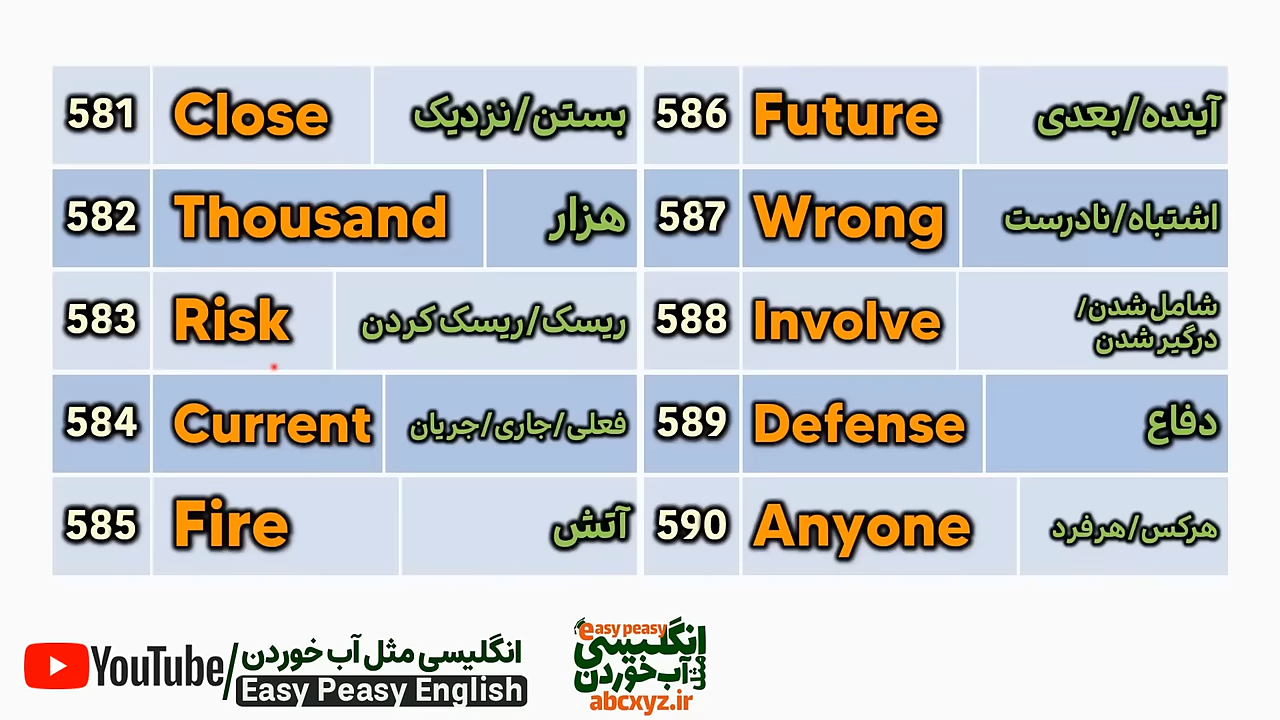 581 Close بستن/نزدیک
582 Thousand هزار
583 Risk ریسک/ریسک کردن
584 Current فعلی/جاری/جریان
585 Fire آتش
586 Future آینده/بعدی
587 Wrong اشتباه/نادرست
588 Involve شامل شدن/
درگیر شدن
589 Defense دفاع
590 Anyone هرکس/هر فرد
YouTube/انگلیسی مثل آب خوردن
Easy Peasy English
easy peasy
انگلیسی
مثل آب خوردن
abcxyz.ir